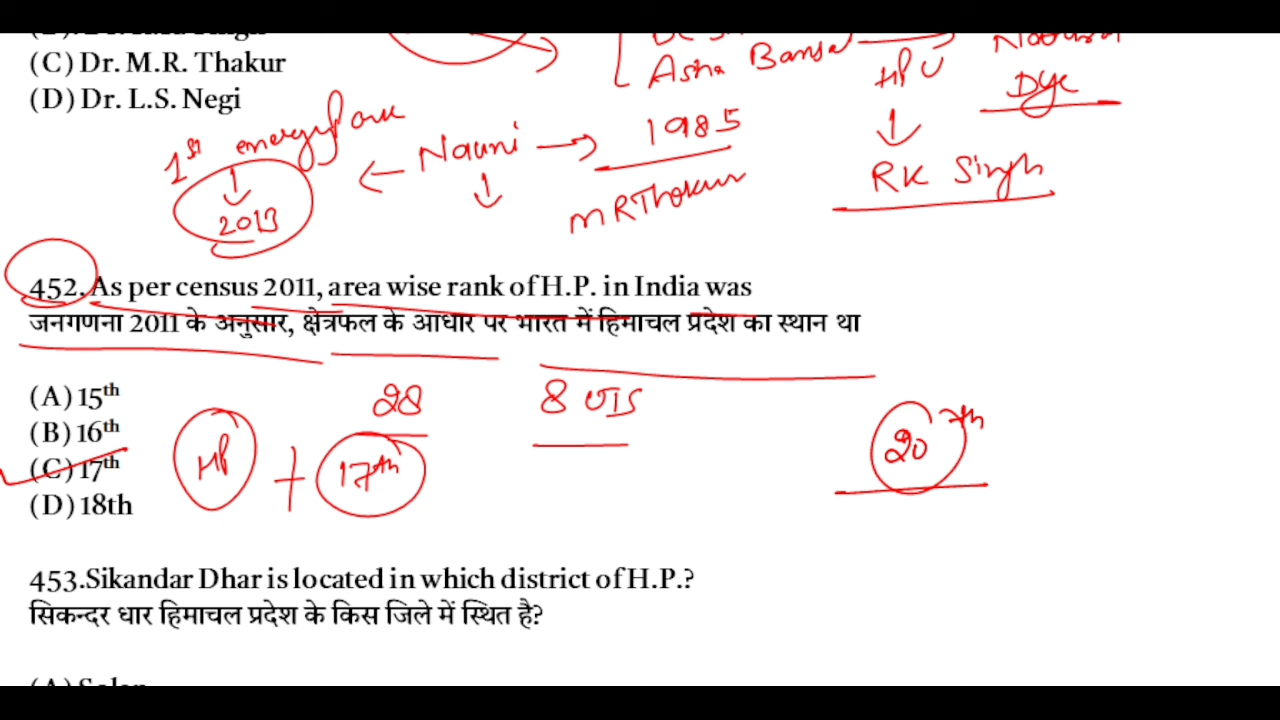 (C) Dr. M.R. Thakur
(D) Dr. L.S. Negi
Asha Bansal
HPU
Dye
1st energy park
2013
Nauni
1985
M R Thakur
RK Singh
452. As per census 2011, area wise rank of H.P. in India was
जनगणना 2011 के अनुसार, क्षेत्रफल के आधार पर भारत में हिमाचल प्रदेश का स्थान था
(A) 15th
(B) 16th
(C) 17th
(D) 18th
28
8 UTS
HP + 17th
20 7th
453.Sikandar Dhar is located in which district of H.P.?
सिकन्दर धार हिमाचल प्रदेश के किस जिले में स्थित है?
(A) Solan